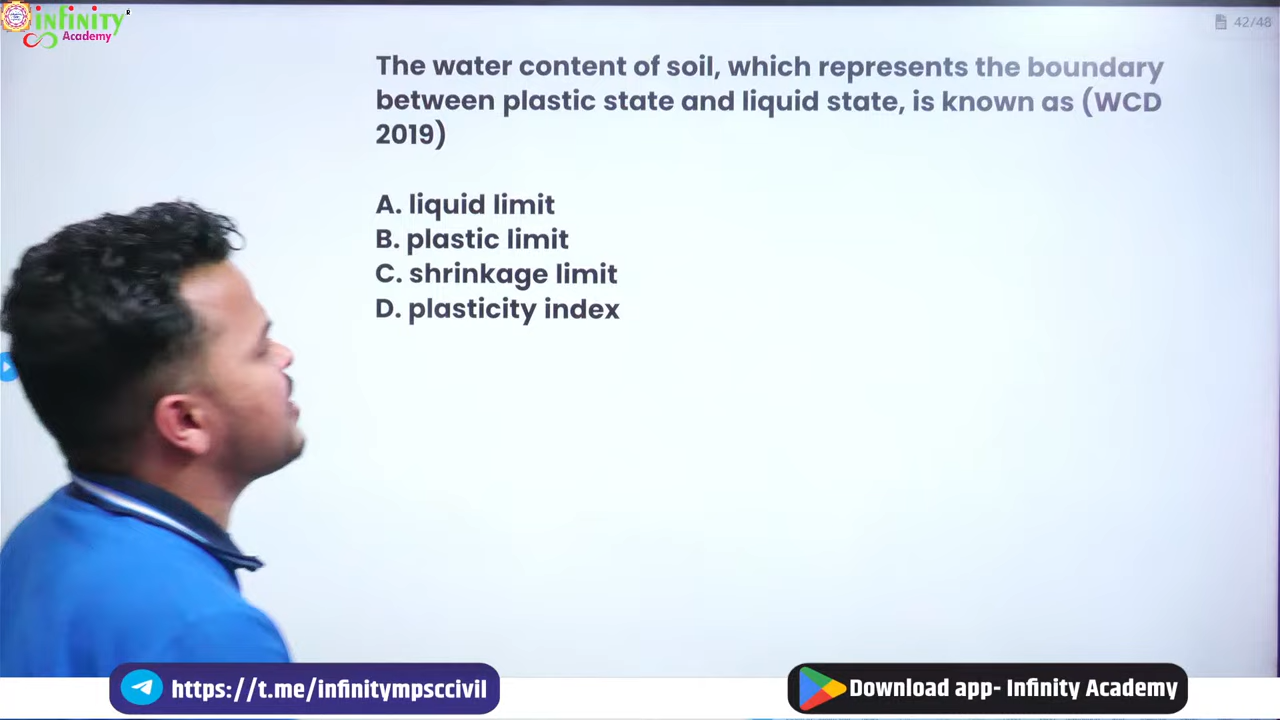 infinity
Academy
42/48
The water content of soil, which represents the boundary
between plastic state and liquid state, is known as (WCD
2019)
A. liquid limit
B. plastic limit
C. shrinkage limit
D. plasticity index
https://t.me/infinitympsccivil
Download app- Infinity Academy